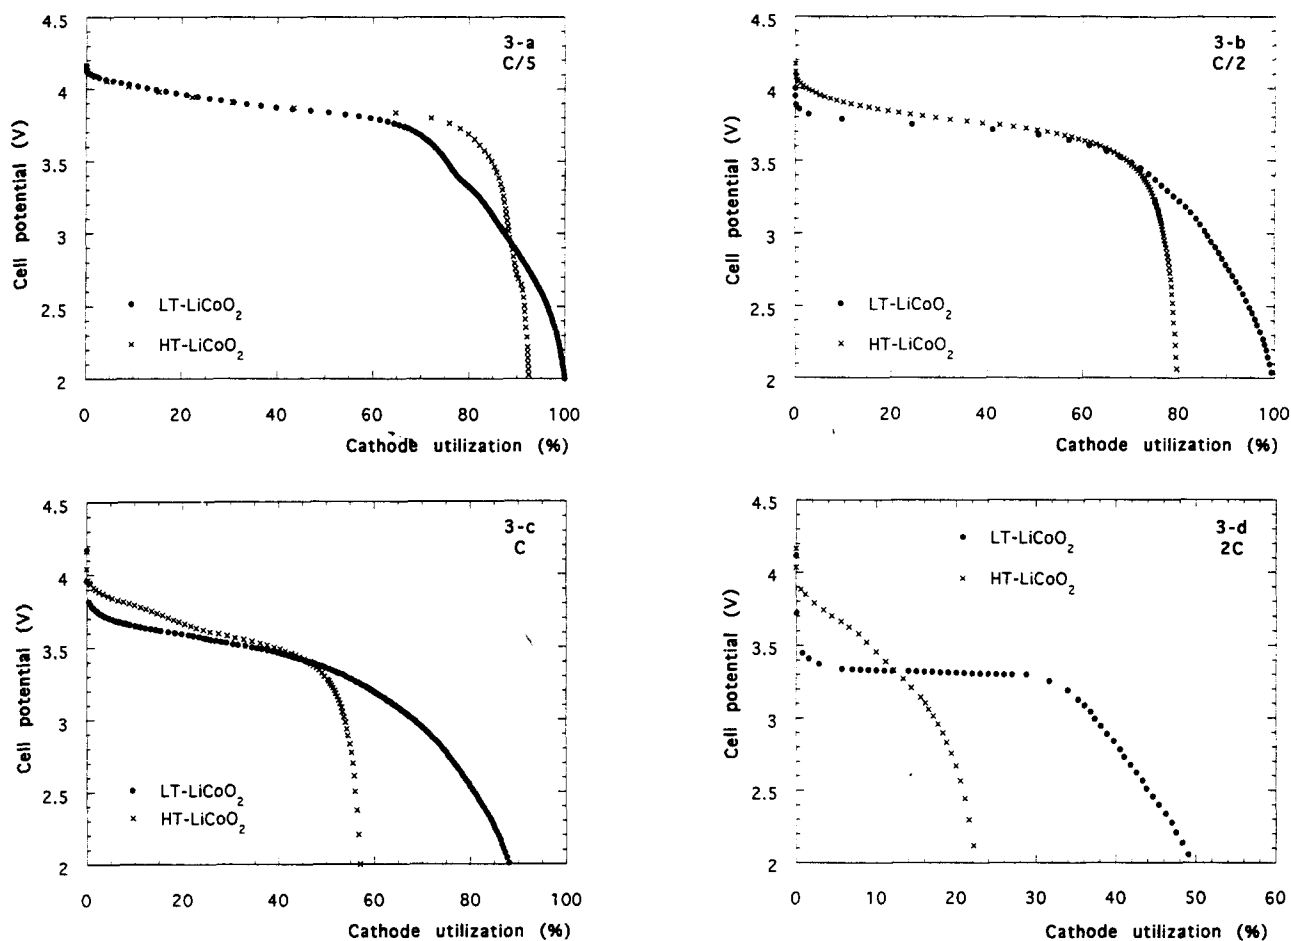 4.5
4
3.5
3
2.5
2
Cell potential (V)
3-a
C/5
LT-LiCoO2
HT-LiCoO2
0 20 40 60 80 100
Cathode utilization (%)
4.5
4
3.5
3
2.5
2
Cell potential (V)
3-b
C/2
LT-LiCoO2
HT-LiCoO2
0 20 40 60 80 100
Cathode utilization (%)
4.5
4
3.5
3
2.5
2
Cell potential (V)
3-c
C
LT-LiCoO2
HT-LiCoO2
0 20 40 60 80 100
Cathode utilization (%)
4.5
4
3.5
3
2.5
2
Cell potential (V)
3-d
2C
LT-LiCoO2
HT-LiCoO2
0 10 20 30 40 50 60
Cathode utilization (%)